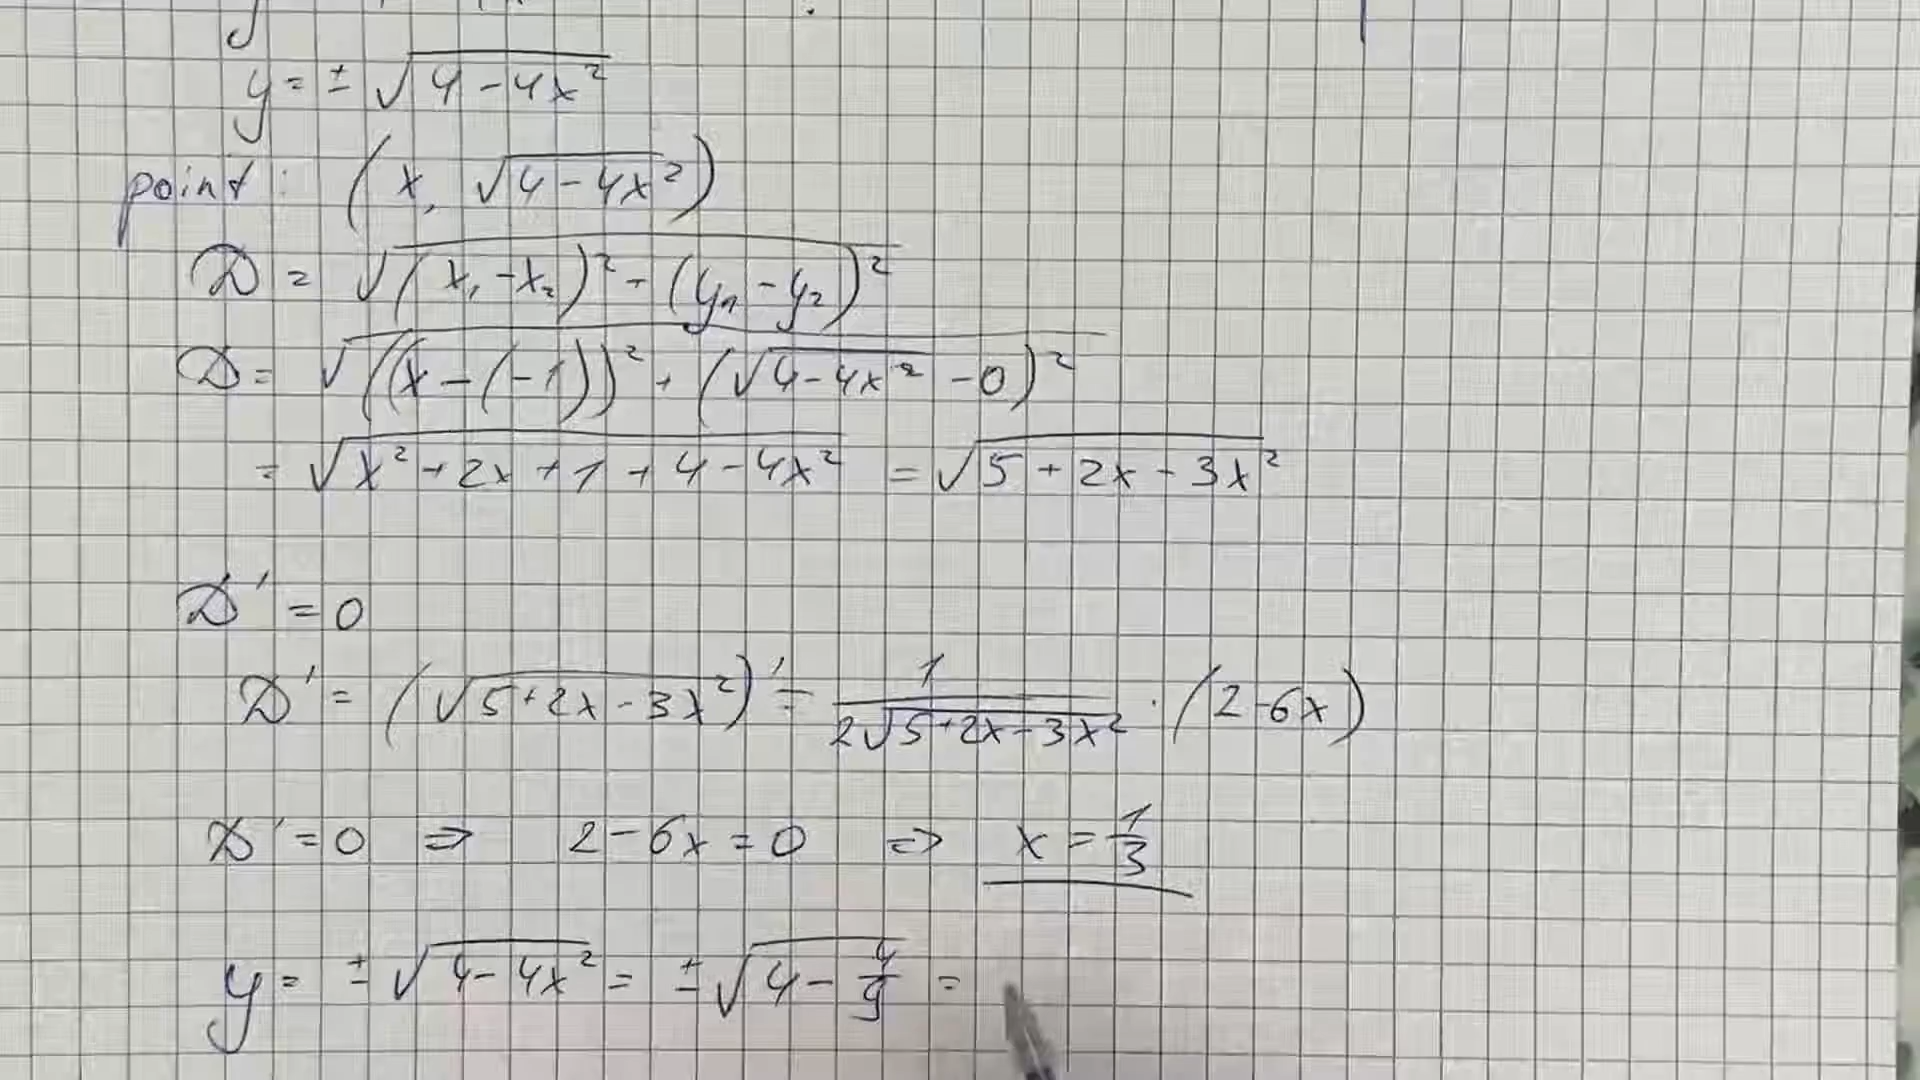 y = ± √(4 - 4x²)
point: (x, √(4 - 4x²))
D = √((x₁ - x₂)² + (y₁ - y₂)²)
D = √((x - (-1))² + (√(4 - 4x²) - 0)²)
= √(x² + 2x + 1 + 4 - 4x²) = √(5 + 2x - 3x²)
D' = 0
D' = (√(5 + 2x - 3x²))' = 1/(2√(5 + 2x - 3x²)) · (2 - 6x)
D' = 0 ⇒ 2 - 6x = 0 ⇒ x = 1/3
y = ± √(4 - 4x²) = ± √(4 - 4/9) =